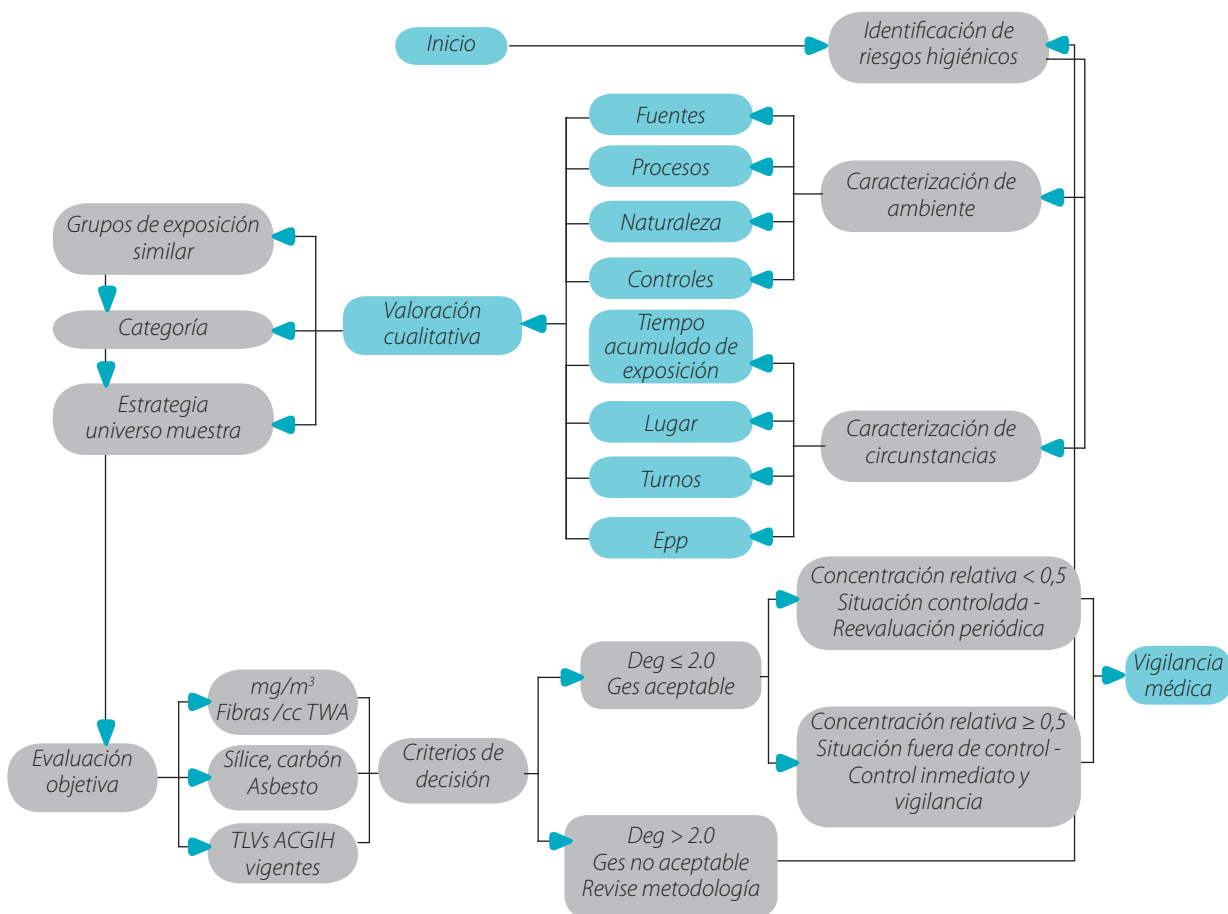 Inicio
Identificación de
riesgos higiénicos
Fuentes
Procesos
Naturaleza
Controles
Caracterización de
ambiente
Grupos de exposición
similar
Categoría
Estrategia
universo muestra
Valoración
cualitativa
Tiempo
acumulado de
exposición
Lugar
Turnos
Epp
Caracterización de
circunstancias
Concentración relativa < 0,5
Situación controlada -
Reevaluación periódica
Deg ≤ 2.0
Ges aceptable
Vigilancia
médica
mg/m³
Fibras /cc TWA
Evaluación
objetiva
Sílice, carbón
Asbesto
Criterios de
decisión
Concentración relativa ≥ 0,5
Situación fuera de control -
Control inmediato y
vigilancia
TLVs ACGIH
vigentes
Deg > 2.0
Ges no aceptable
Revise metodología